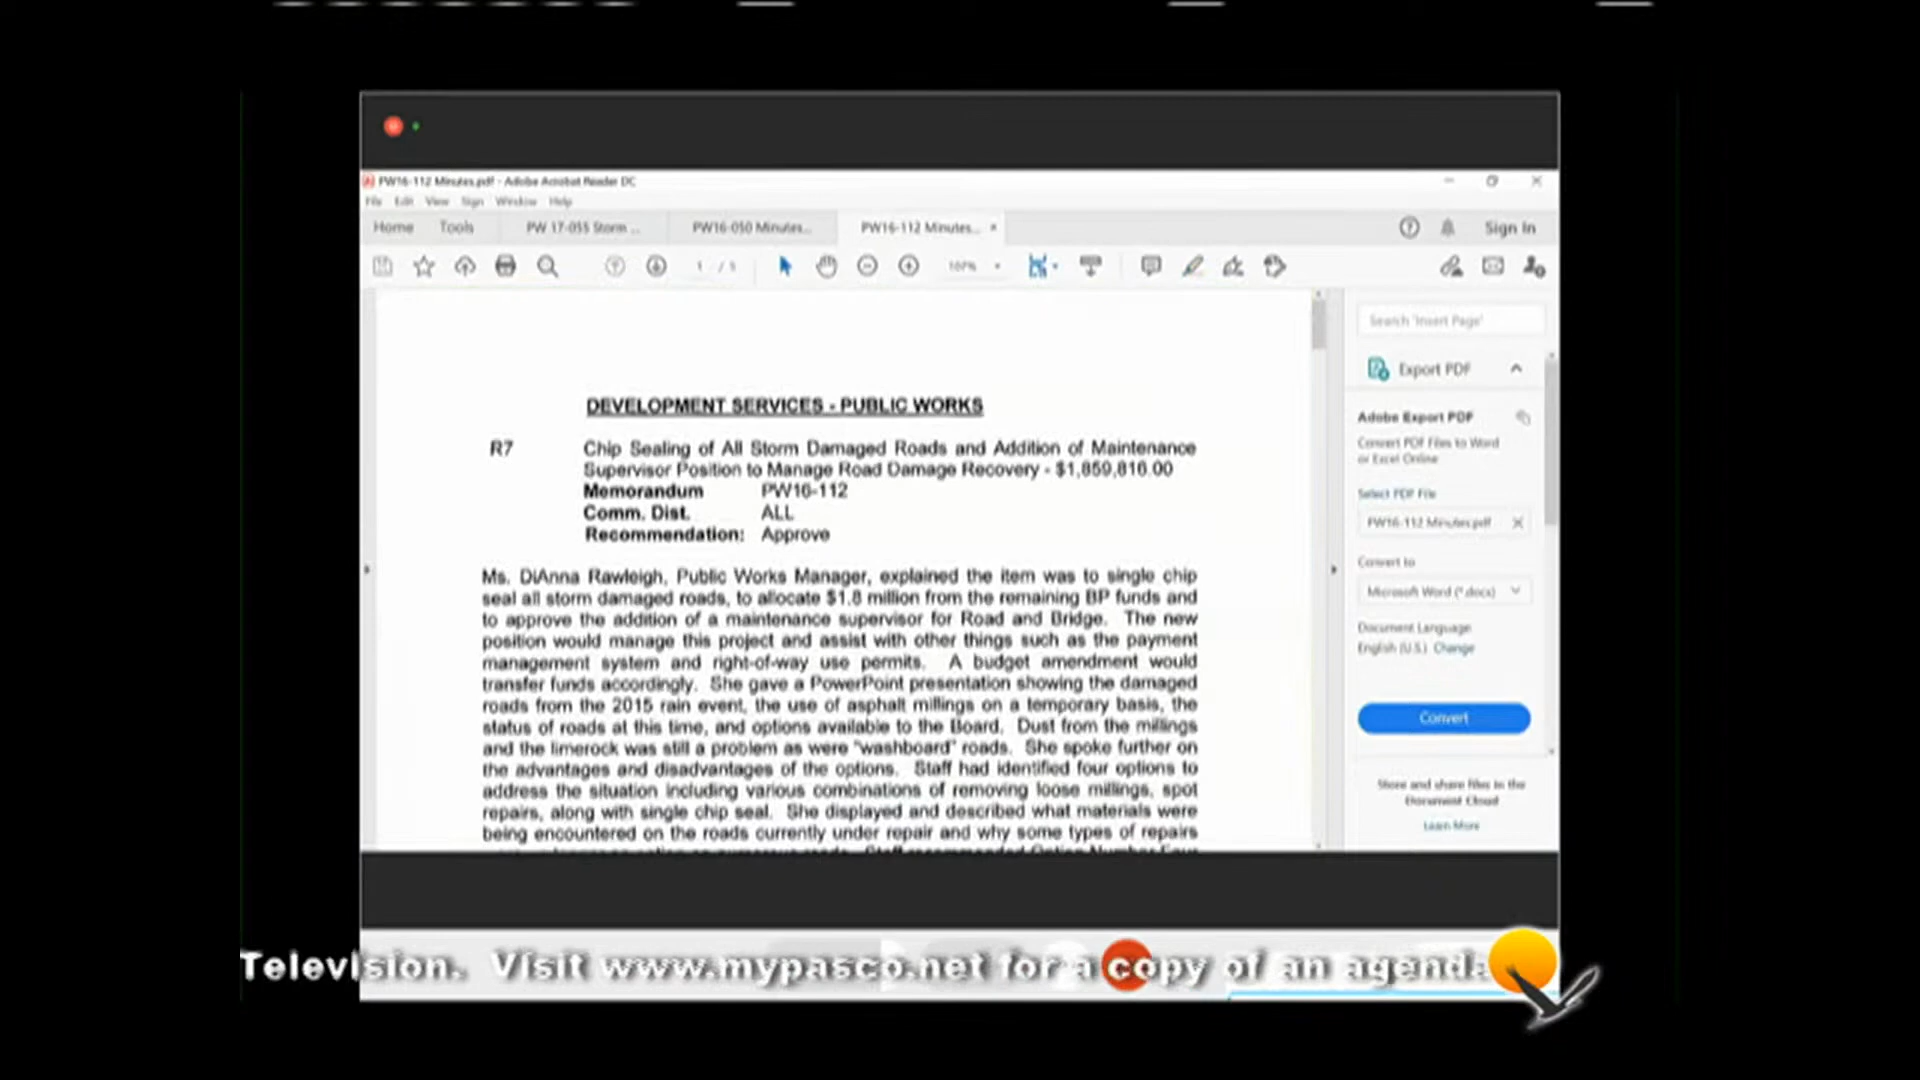 PW16-112 Minutes.pdf - Adobe Acrobat Reader DC
File Edit View Sign Window Help
Home Tools PW 17-055 Storm ... PW16-050 Minutes... PW16-112 Minutes... × Sign In
1 / 5 107%
Search 'Insert Page'
Export PDF
Adobe Export PDF
Convert PDF Files to Word
or Excel Online
Select PDF File
PW16-112 Minutes.pdf
Convert to
Microsoft Word (*.docx)
Document Language:
English (U.S.) Change
Convert
Store and share files in the
Document Cloud
Learn More
DEVELOPMENT SERVICES - PUBLIC WORKS
R7 Chip Sealing of All Storm Damaged Roads and Addition of Maintenance
Supervisor Position to Manage Road Damage Recovery - $1,859,816.00
Memorandum PW16-112
Comm. Dist. ALL
Recommendation: Approve
Ms. DiAnna Rawleigh, Public Works Manager, explained the item was to single chip
seal all storm damaged roads, to allocate $1.8 million from the remaining BP funds and
to approve the addition of a maintenance supervisor for Road and Bridge. The new
position would manage this project and assist with other things such as the payment
management system and right-of-way use permits. A budget amendment would
transfer funds accordingly. She gave a PowerPoint presentation showing the damaged
roads from the 2015 rain event, the use of asphalt millings on a temporary basis, the
status of roads at this time, and options available to the Board. Dust from the millings
and the limerock was still a problem as were "washboard" roads. She spoke further on
the advantages and disadvantages of the options. Staff had identified four options to
address the situation including various combinations of removing loose millings, spot
repairs, along with single chip seal. She displayed and described what materials were
being encountered on the roads currently under repair and why some types of repairs
Staff recommended Option Number Four
Television. Visit www.mypasco.net for a copy of an agenda